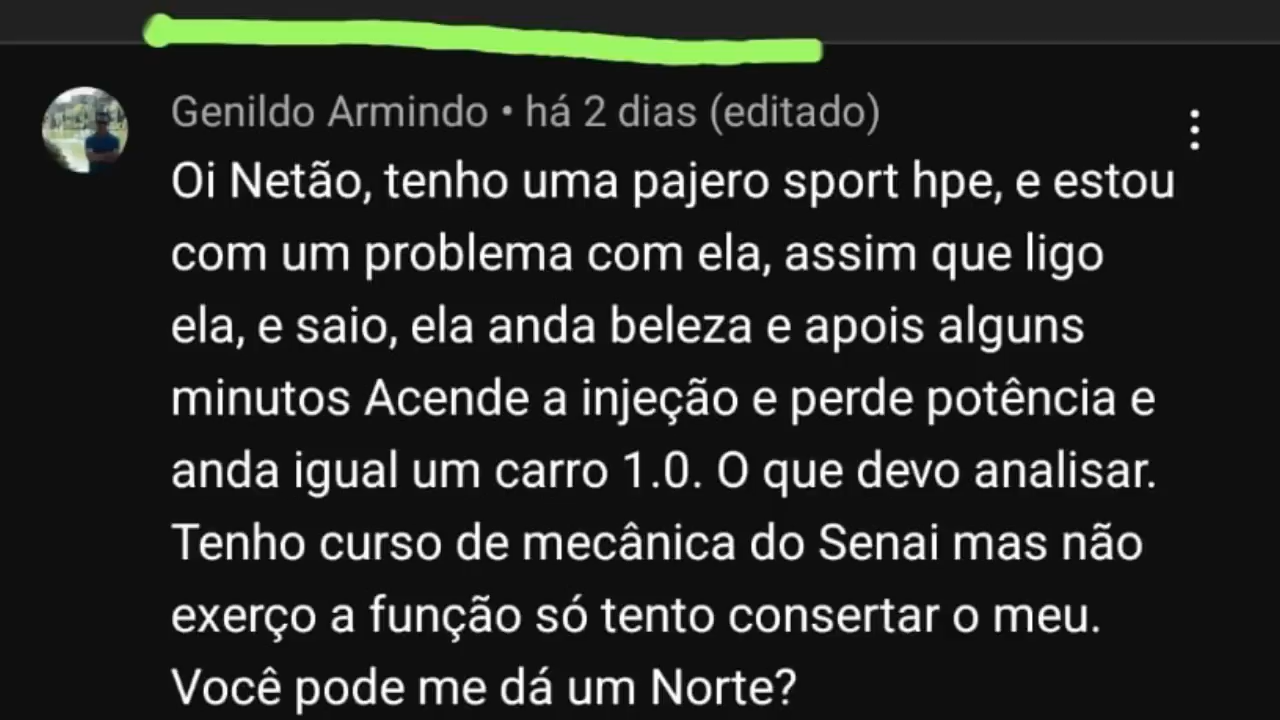 Genildo Armindo • há 2 dias (editado)
Oi Netão, tenho uma pajero sport hpe, e estou
com um problema com ela, assim que ligo
ela, e saio, ela anda beleza e apois alguns
minutos Acende a injeção e perde potência e
anda igual um carro 1.0. O que devo analisar.
Tenho curso de mecânica do Senai mas não
exerço a função só tento consertar o meu.
Você pode me dá um Norte?